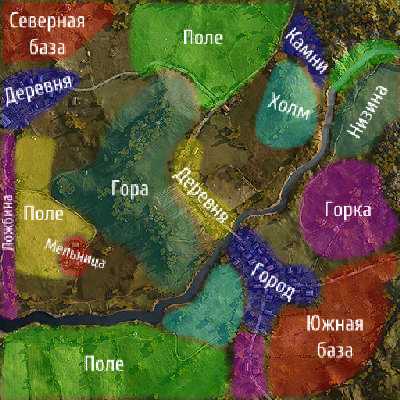 Северная
база
Поле
Камни
Деревня
Холм
Низина
Гора
Деревня
Ложбина
Поле
Горка
Мельница
Город
Южная
база
Поле